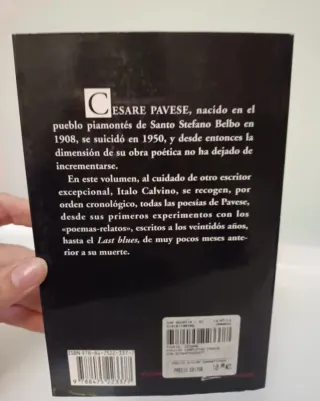 CESARE PAVESE, nacido en el
pueblo piamontés de Santo Stefano Belbo en
1908, se suicidó en 1950, y desde entonces la
dimensión de su obra poética no ha dejado de
incrementarse.
En este volumen, al cuidado de otro escritor
excepcional, Italo Calvino, se recogen, por
orden cronológico, todas las poesías de Pavese,
desde sus primeros experimentos con los
«poemas-relatos», escritos a los veintidós años,
hasta el Last blues, de muy pocos meses ante-
rior a su muerte.